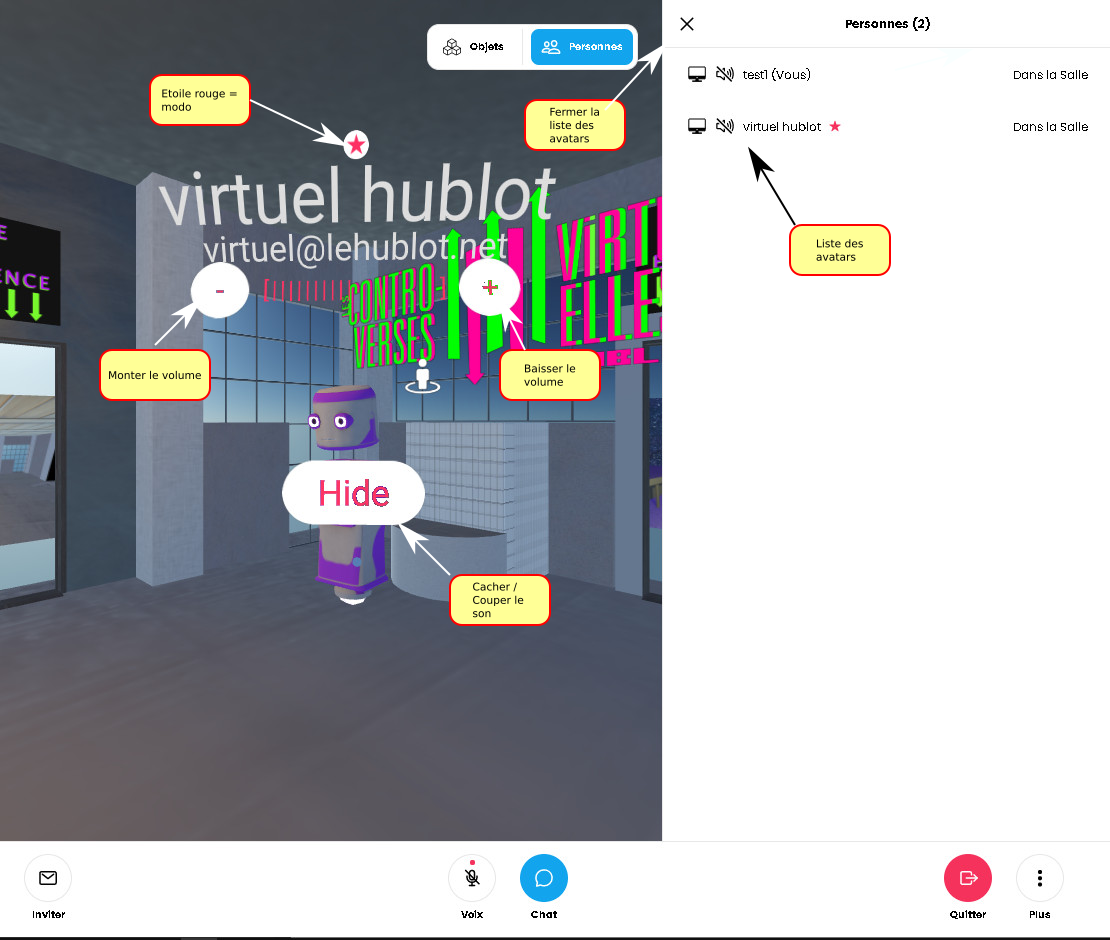 Objets
Personnes
Personnes (2)
test1 (Vous)
Dans la Salle
virtuel hublot
Dans la Salle
Etoile rouge =
modo
Fermer la
liste des
avatars
Liste des
avatars
virtuel hublot
virtuel@lehublot.net
-
+
CONTRO-
VERSES
VIRTU
ELLE
E
ENCE
Monter le volume
Baisser le
volume
Hide
Cacher /
Couper le
son
Inviter
Voix
Chat
Quitter
Plus